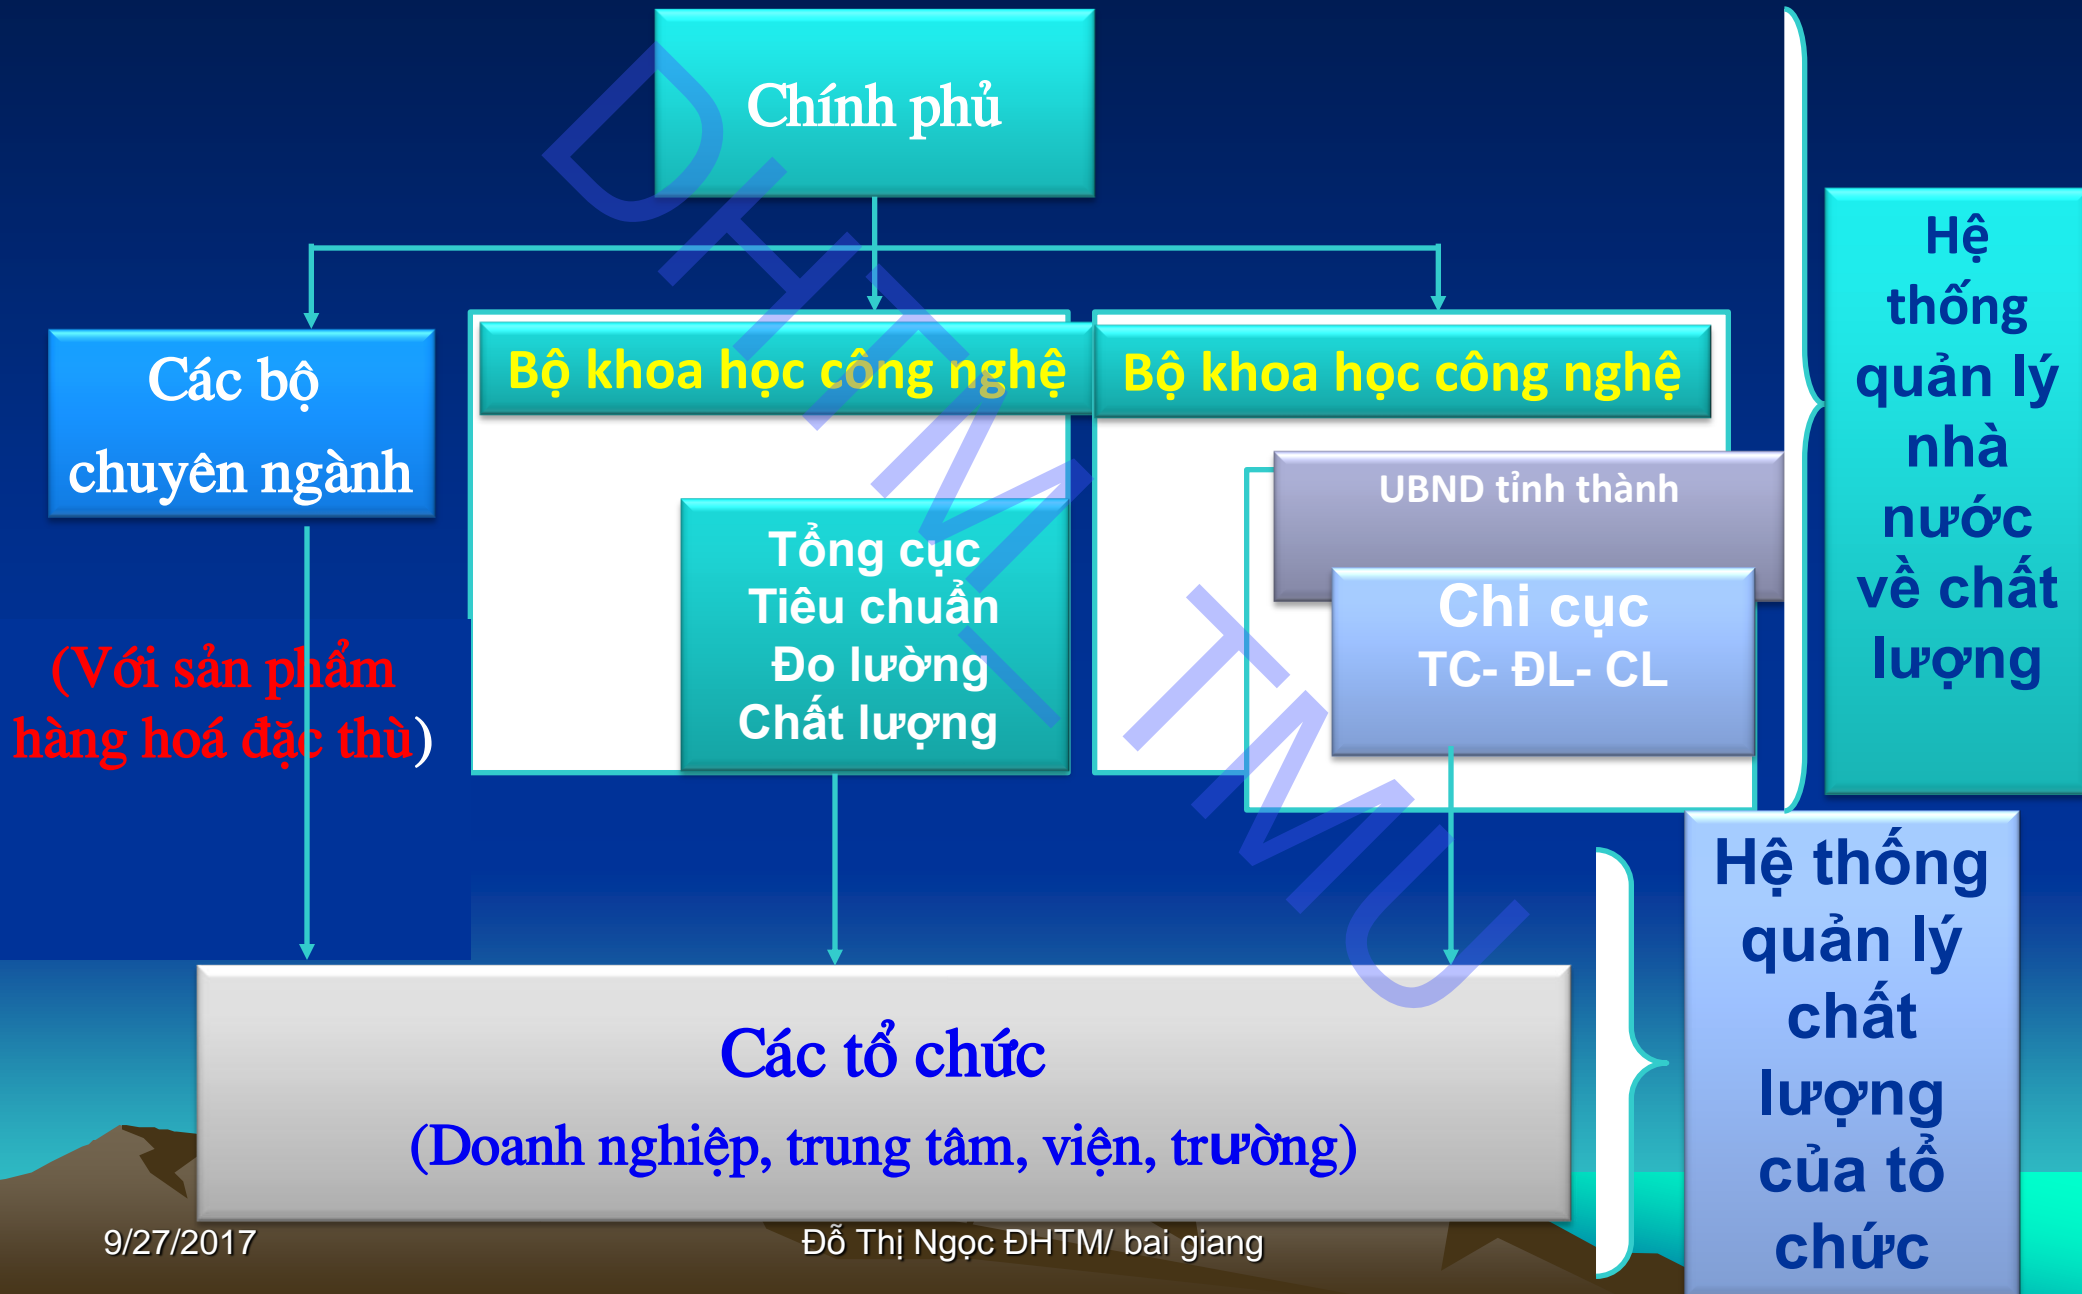 Chính phủ
Các bộ
chuyên ngành
(Với sản phẩm
hàng hoá đặc thù)
Bộ khoa học công nghệ
Tổng cục
Tiêu chuẩn
Đo lường
Chất lượng
Bộ khoa học công nghệ
UBND tỉnh thành
Chi cục
TC- ĐL- CL
Hệ
thống
quản lý
nhà
nước
về chất
lượng
Các tổ chức
(Doanh nghiệp, trung tâm, viện, trường)
Hệ thống
quản lý
chất
lượng
của tổ
chức
DHTM_TMU
9/27/2017
Đỗ Thị Ngọc ĐHTM/ bai giang